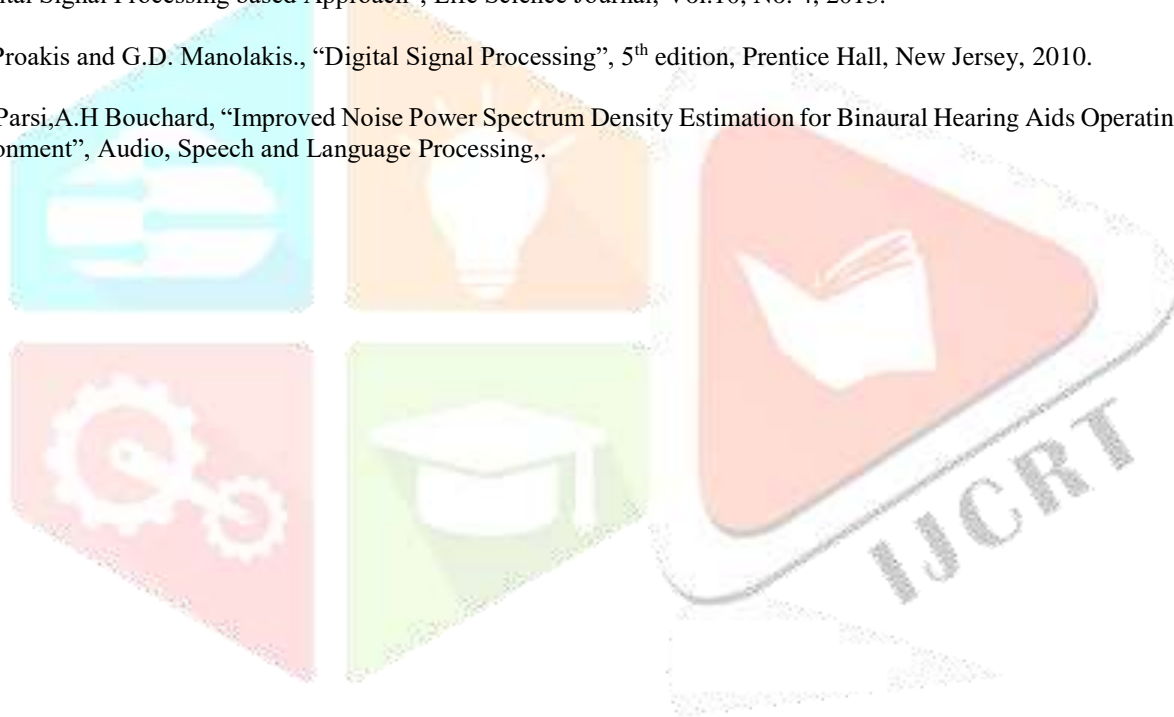 ital Signal Processing based Approach", Life Science Journal, Vol.10, No. 4, 2013.
Proakis and G.D. Manolakis., “Digital Signal Processing”, 5th edition, Prentice Hall, New Jersey, 2010.
Parsi,A.H Bouchard, “Improved Noise Power Spectrum Density Estimation for Binaural Hearing Aids Operatin
onment”, Audio, Speech and Language Processing,.
IJCRT